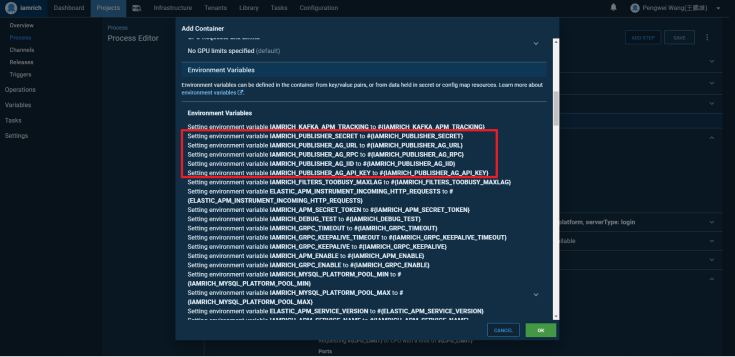 iamrich
Dashboard
Projects
Infrastructure
Tenants
Library
Tasks
Configuration
Pengwei Wang(王鹏淋)
Overview
Process
Channels
Releases
Triggers
Operations
Variables
Tasks
Settings
Process
Process Editor
ADD STEP
SAVE
Add Container
No GPU limits specified (default)
Environment Variables
Environment variables can be defined in the container from key/value pairs, or from data held in secret or config map resources. Learn more about
environment variables
Environment Variables
Setting environment variable IAMRICH_KAFKA_APM_TRACKING to #{IAMRICH_KAFKA_APM_TRACKING}
Setting environment variable IAMRICH_PUBLISHER_SECRET to #{IAMRICH_PUBLISHER_SECRET}
Setting environment variable IAMRICH_PUBLISHER_AG_URL to #{IAMRICH_PUBLISHER_AG_URL}
Setting environment variable IAMRICH_PUBLISHER_AG_RPC to #{IAMRICH_PUBLISHER_AG_RPC}
Setting environment variable IAMRICH_PUBLISHER_AG_IID to #{IAMRICH_PUBLISHER_AG_IID}
Setting environment variable IAMRICH_PUBLISHER_AG_API_KEY to #{IAMRICH_PUBLISHER_AG_API_KEY}
Setting environment variable IAMRICH_FILTERS_TOOBUSY_MAXLAG to #{IAMRICH_FILTERS_TOOBUSY_MAXLAG}
Setting environment variable ELASTIC_APM_INSTRUMENT_INCOMING_HTTP_REQUESTS to #
{ELASTIC_APM_INSTRUMENT_INCOMING_HTTP_REQUESTS}
Setting environment variable IAMRICH_APM_SECRET_TOKEN to #{IAMRICH_APM_SECRET_TOKEN}
Setting environment variable IAMRICH_DEBUG_TEST to #{IAMRICH_DEBUG_TEST}
Setting environment variable IAMRICH_GRPC_TIMEOUT to #{IAMRICH_GRPC_TIMEOUT}
Setting environment variable IAMRICH_GRPC_KEEPALIVE_TIMEOUT to #{IAMRICH_GRPC_KEEPALIVE_TIMEOUT}
Setting environment variable IAMRICH_GRPC_KEEPALIVE to #{IAMRICH_GRPC_KEEPALIVE}
Setting environment variable IAMRICH_APM_ENABLE to #{IAMRICH_APM_ENABLE}
Setting environment variable IAMRICH_GRPC_ENABLE to #{IAMRICH_GRPC_ENABLE}
Setting environment variable IAMRICH_MYSQL_PLATFORM_POOL_MIN to #
{IAMRICH_MYSQL_PLATFORM_POOL_MIN}
Setting environment variable IAMRICH_MYSQL_PLATFORM_POOL_MAX to #
{IAMRICH_MYSQL_PLATFORM_POOL_MAX}
Setting environment variable ELASTIC_APM_SERVICE_VERSION to #{ELASTIC_APM_SERVICE_VERSION}
Setting environment variable IAMRICH_APM_SERVICE_NAME to #{IAMRICH_APM_SERVICE_NAME}
platform, serverType: login
ilable
CANCEL
OK
Ports